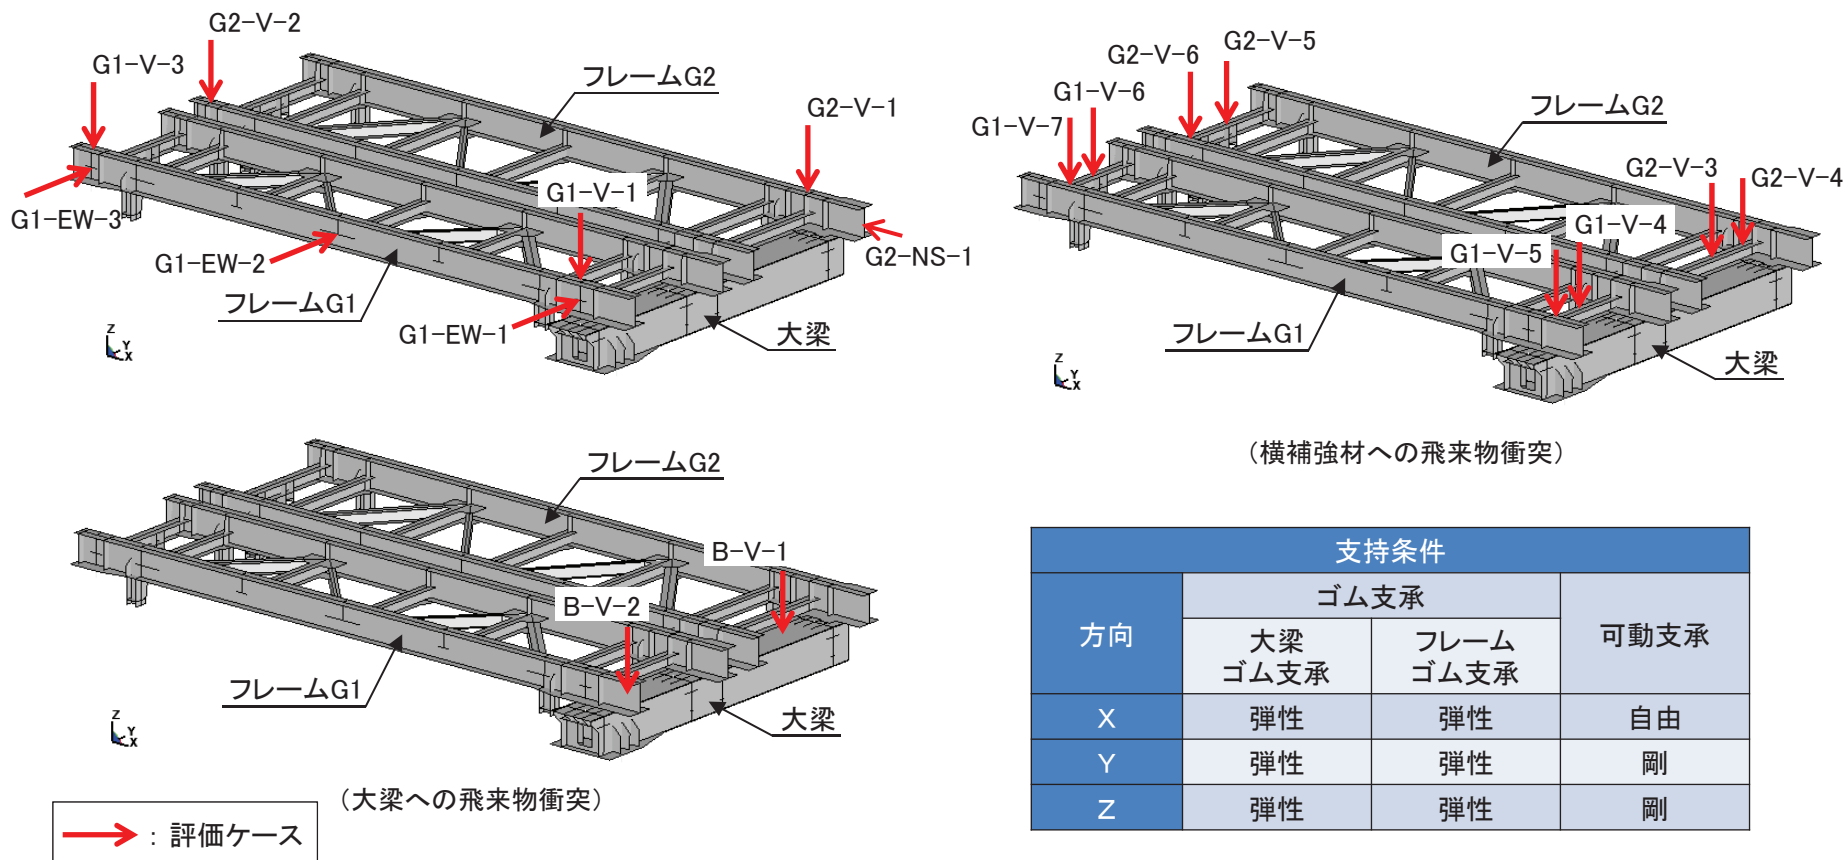 G2-V-2
G1-V-3
フレームG2
G2-V-1
G1-V-1
G1-EW-3
G1-EW-2
G2-NS-1
フレームG1
G1-EW-1
大梁
Z
Y
X
G2-V-5
G2-V-6
G1-V-6
G1-V-7
フレームG2
G2-V-3
G2-V-4
G1-V-4
G1-V-5
フレームG1
大梁
Z
Y
X
(横補強材への飛来物衝突)
フレームG2
B-V-1
B-V-2
フレームG1
大梁
Z
Y
X
(大梁への飛来物衝突)
: 評価ケース
支持条件
方向 ゴム支承 可動支承
大梁 フレーム
ゴム支承 ゴム支承
X 弾性 弾性 自由
Y 弾性 弾性 剛
Z 弾性 弾性 剛